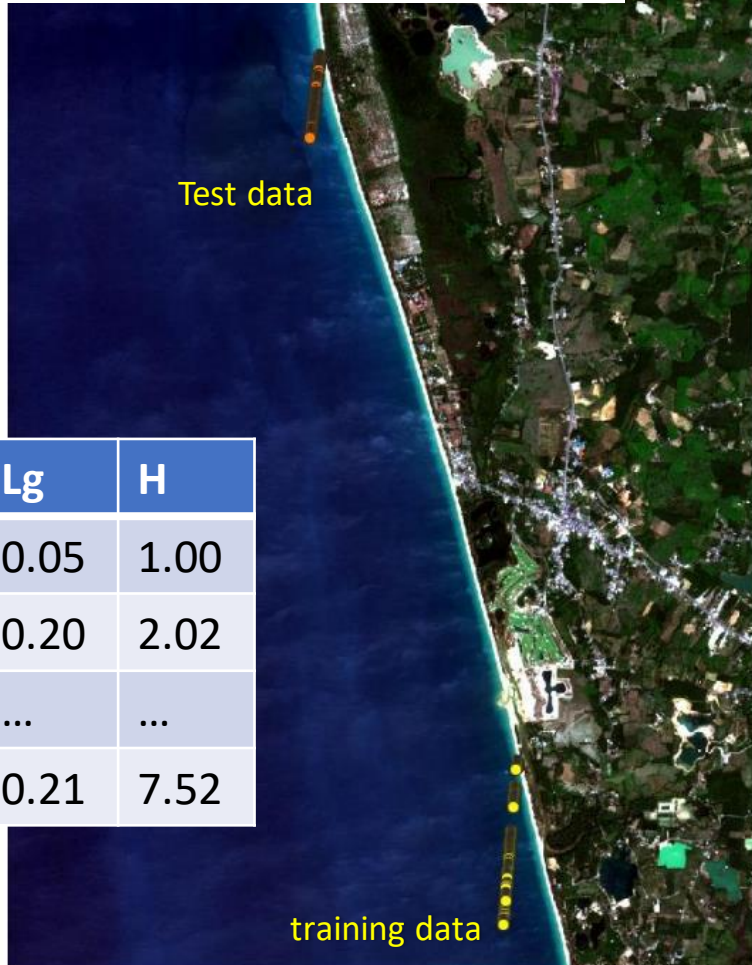 Test data
Lg H
0.05 1.00
0.20 2.02
... ...
0.21 7.52
training data